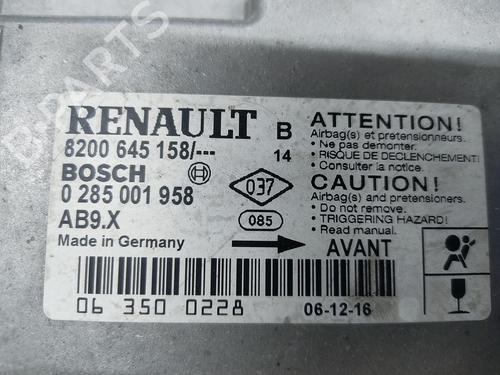 RENAULT B
8200 645 158/--- 14
BOSCH
0 285 001 958
AB9.X
Made in Germany
037
085
AVANT
ATTENTION!
Airbag(s) et pretensionneurs.
• Ne pas demonter.
• RISQUE DE DECLENCHEMENT!
• Consulter la notice.
CAUTION!
Airbag(s) and pretensioners.
• Do not remove.
• TRIGGERING HAZARD!
• Read manual.
06 350 0228
06-12-16
PARTS